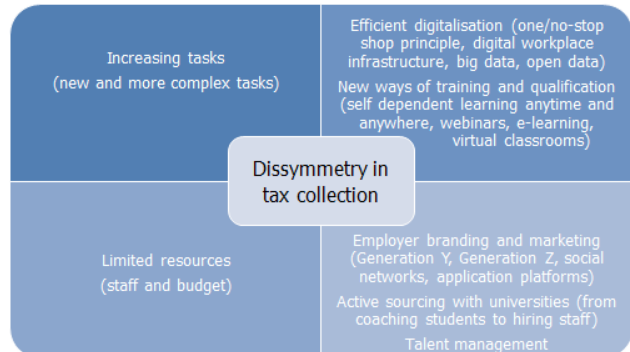 Increasing tasks
(new and more complex tasks)
Efficient digitalisation (one/no-stop
shop principle, digital workplace
infrastructure, big data, open data)
New ways of training and qualification
(self dependent learning anytime and
anywhere, webinars, e-learning,
virtual classrooms)
Dissymmetry in
tax collection
Limited resources
(staff and budget)
Employer branding and marketing
(Generation Y, Generation Z, social
networks, application platforms)
Active sourcing with universities (from
coaching students to hiring staff)
Talent management